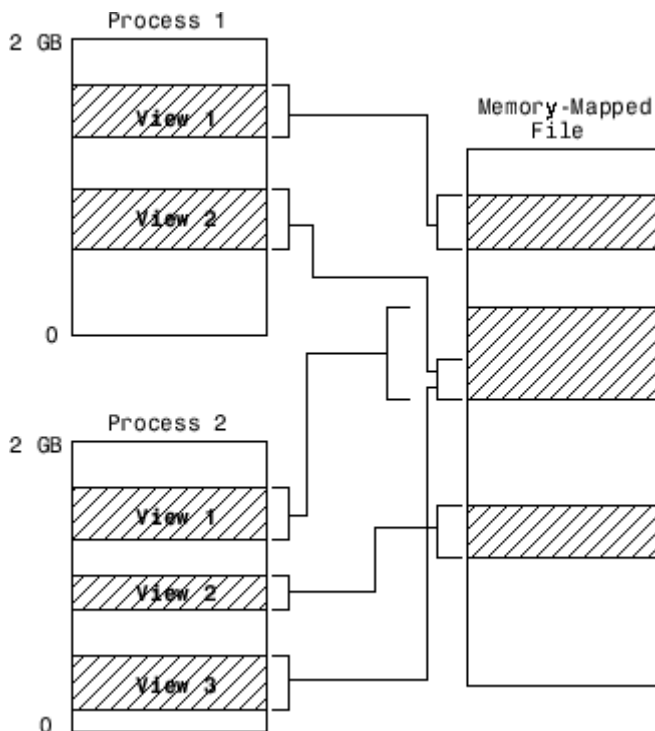 Process 1
2 GB
View 1
View 2
0
Memory-Mapped
File
Process 2
2 GB
View 1
View 2
View 3
0